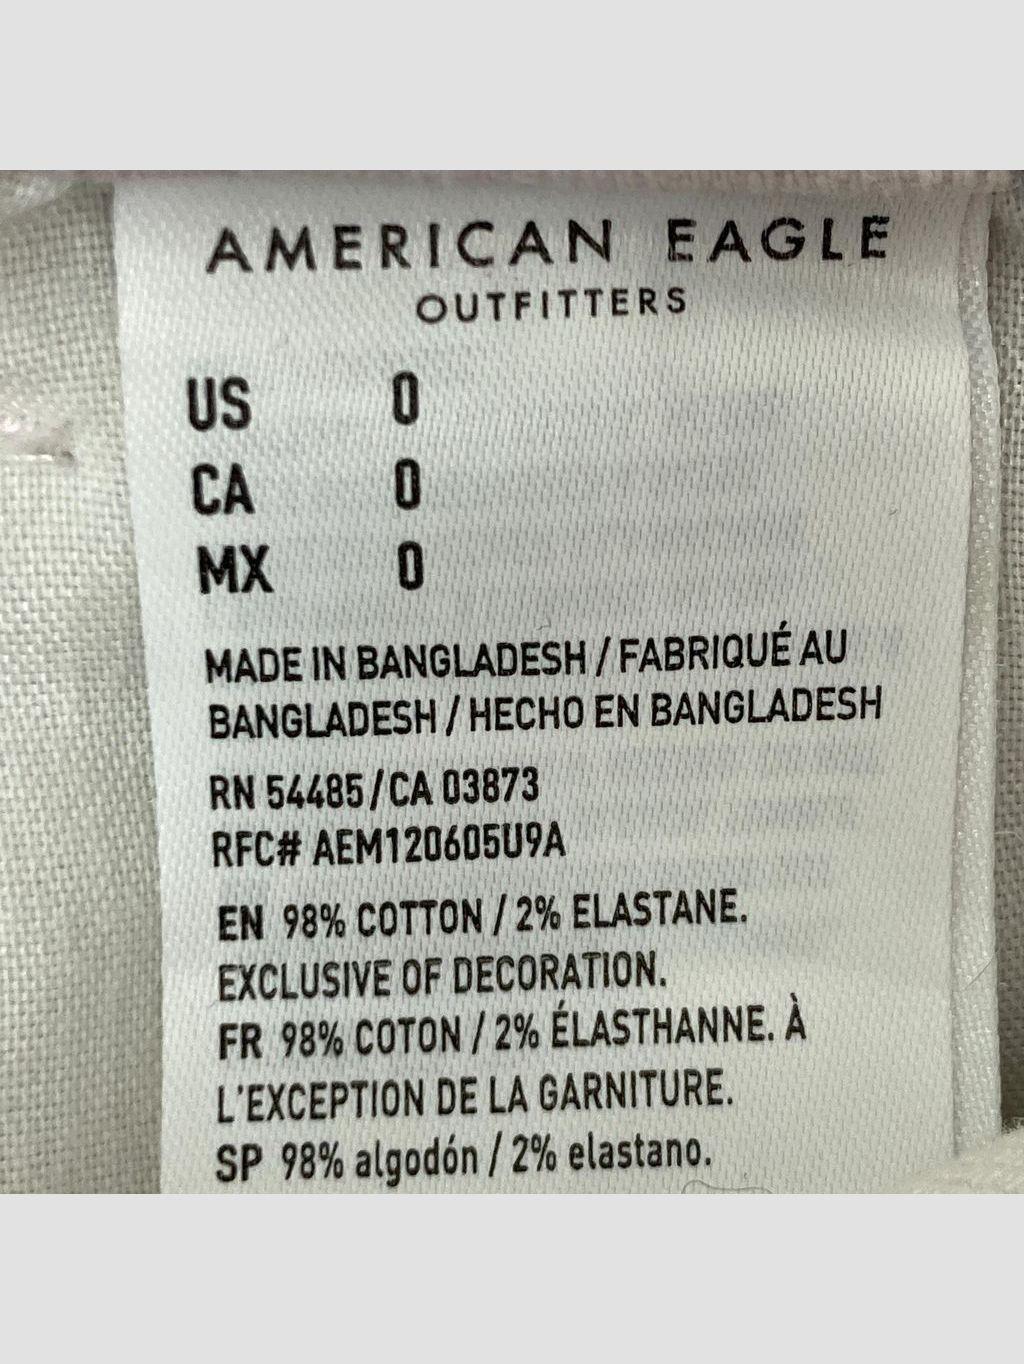 AMERICAN EAGLE
OUTFITTERS
US 0
CA 0
MX 0
MADE IN BANGLADESH / FABRIQUÉ AU
BANGLADESH / HECHO EN BANGLADESH
RN 54485 / CA 03873
RFC# AEM120605U9A
EN 98% COTTON / 2% ELASTANE.
EXCLUSIVE OF DECORATION.
FR 98% COTON / 2% ÉLASTHANNE. À
L'EXCEPTION DE LA GARNITURE.
SP 98% algodón / 2% elastano.